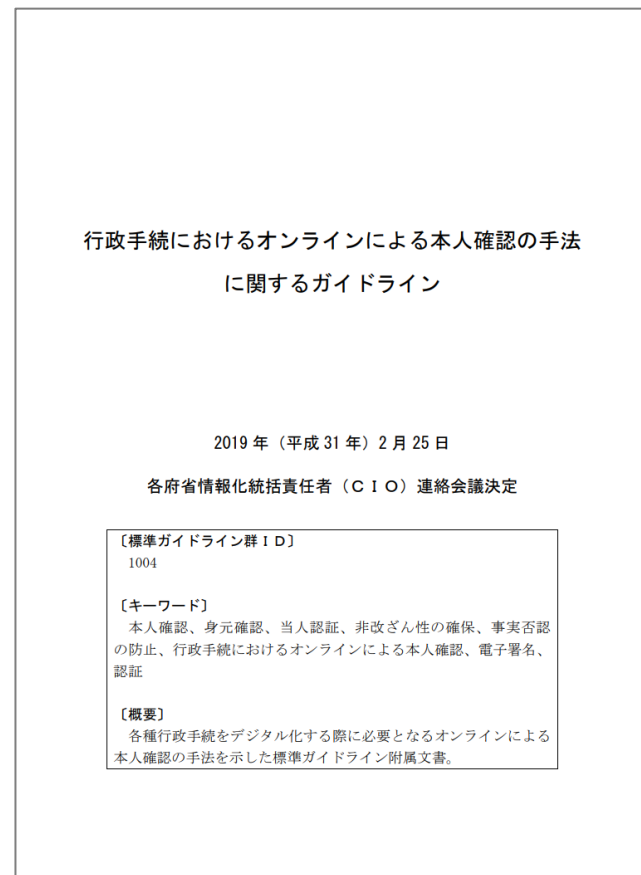 行政手続におけるオンラインによる本人確認の手法
に関するガイドライン
2019 年（平成 31 年）2 月 25 日
各府省情報化統括責任者（ＣＩＯ）連絡会議決定
〔標準ガイドライン群ＩＤ〕
1004
〔キーワード〕
本人確認、身元確認、当人認証、非改ざん性の確保、事実否認
の防止、行政手続におけるオンラインによる本人確認、電子署名、
認証
〔概要〕
各種行政手続をデジタル化する際に必要となるオンラインによる
本人確認の手法を示した標準ガイドライン附属文書。